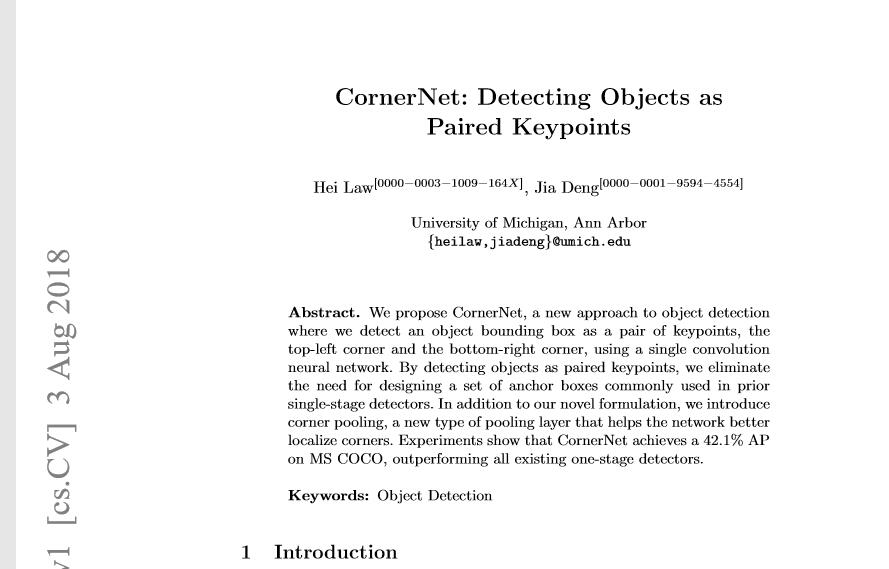 CornerNet: Detecting Objects as
Paired Keypoints
Hei Law[0000−0003−1009−164X], Jia Deng[0000−0001−9594−4554]
University of Michigan, Ann Arbor
{heilaw,jiadeng}@umich.edu
Abstract. We propose CornerNet, a new approach to object detection
where we detect an object bounding box as a pair of keypoints, the
top-left corner and the bottom-right corner, using a single convolution
neural network. By detecting objects as paired keypoints, we eliminate
the need for designing a set of anchor boxes commonly used in prior
single-stage detectors. In addition to our novel formulation, we introduce
corner pooling, a new type of pooling layer that helps the network better
localize corners. Experiments show that CornerNet achieves a 42.1% AP
on MS COCO, outperforming all existing one-stage detectors.
Keywords: Object Detection
1 Introduction
v1 [cs.CV] 3 Aug 2018